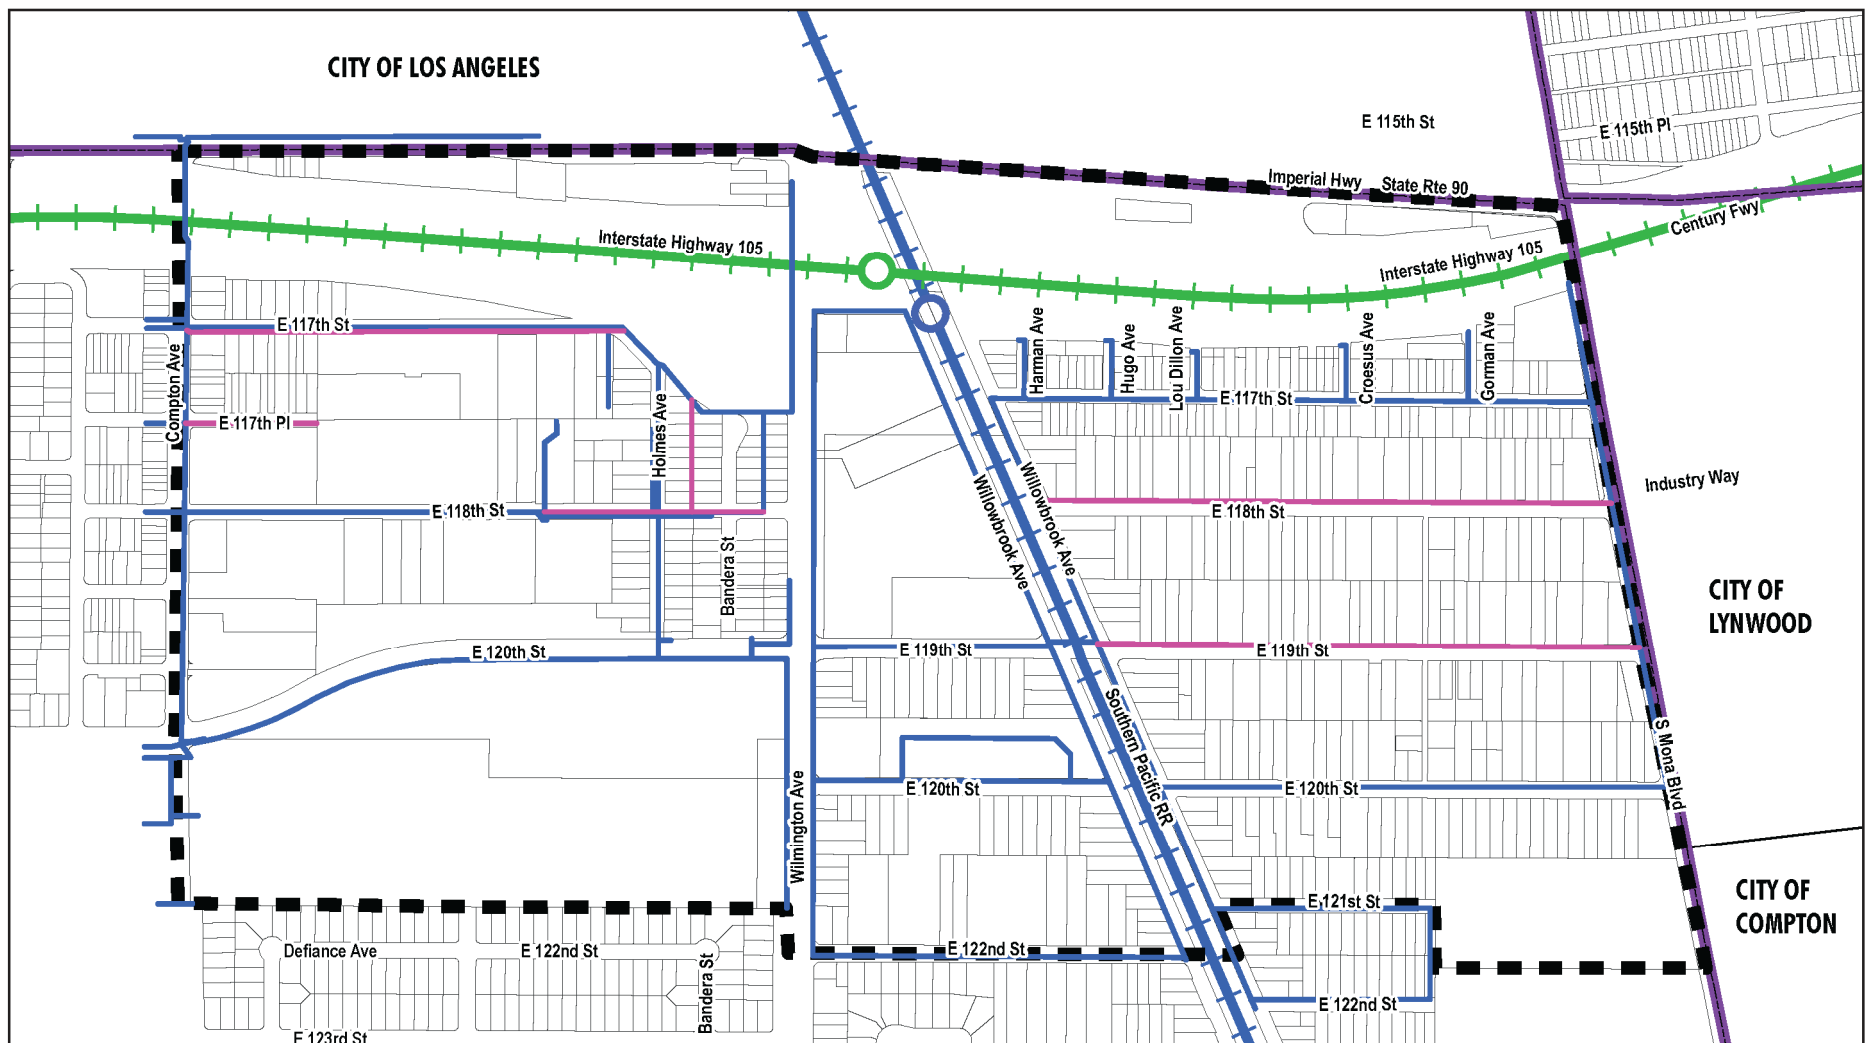 CITY OF LOS ANGELES
E 115th St
E 115th Pl
Imperial Hwy
State Rte 90
Century Fwy
Interstate Highway 105
Interstate Highway 105
E 117th St
Harman Ave
Hugo Ave
Lou Dillon Ave
Croesus Ave
Gorman Ave
Compton Ave
E 117th St
E 117th Pl
Holmes Ave
Willowbrook Ave
Willowbrook Ave
Industry Way
E 118th St
E 118th St
Bandera St
CITY OF
LYNWOOD
E 120th St
E 119th St
E 119th St
Southern Pacific RR
S Mona Blvd
Wilmington Ave
E 120th St
E 120th St
CITY OF
COMPTON
E 121st St
Defiance Ave
E 122nd St
E 122nd St
Bandera St
E 122nd St
E 123rd St